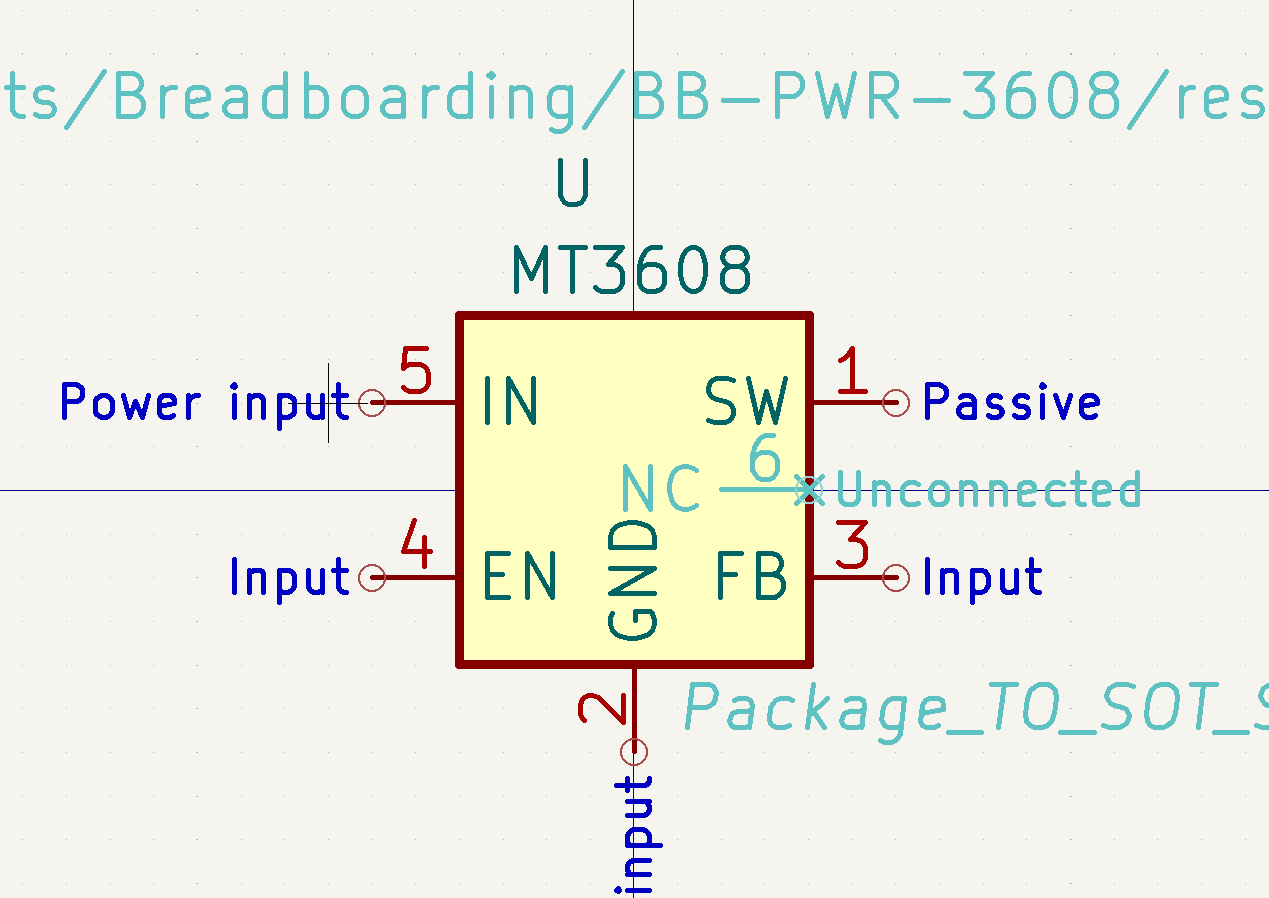 ts/Breadboarding/BB-PWR-3608/res
U
MT3608
Power input 5 IN SW 1 Passive
NC 6 Unconnected
Input 4 EN GND FB 3 Input
2 Package_TO_SOT_S
input